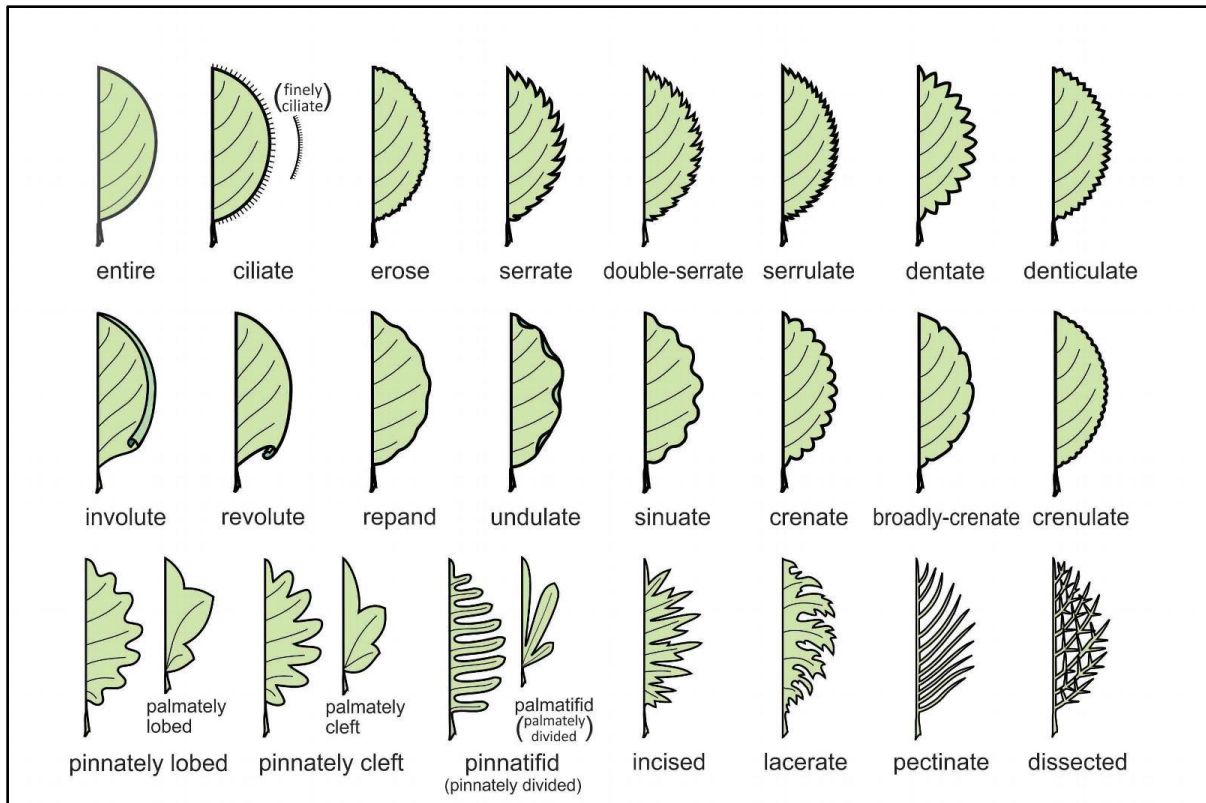 (finely
ciliate)
entire ciliate erose serrate double-serrate serrulate dentate denticulate
involute revolute repand undulate sinuate crenate broadly-crenate crenulate
palmately
lobed
palmately
cleft
palmatifid
(palmately
divided)
pinnately lobed pinnately cleft pinnatifid incised lacerate pectinate dissected
(pinnately divided)